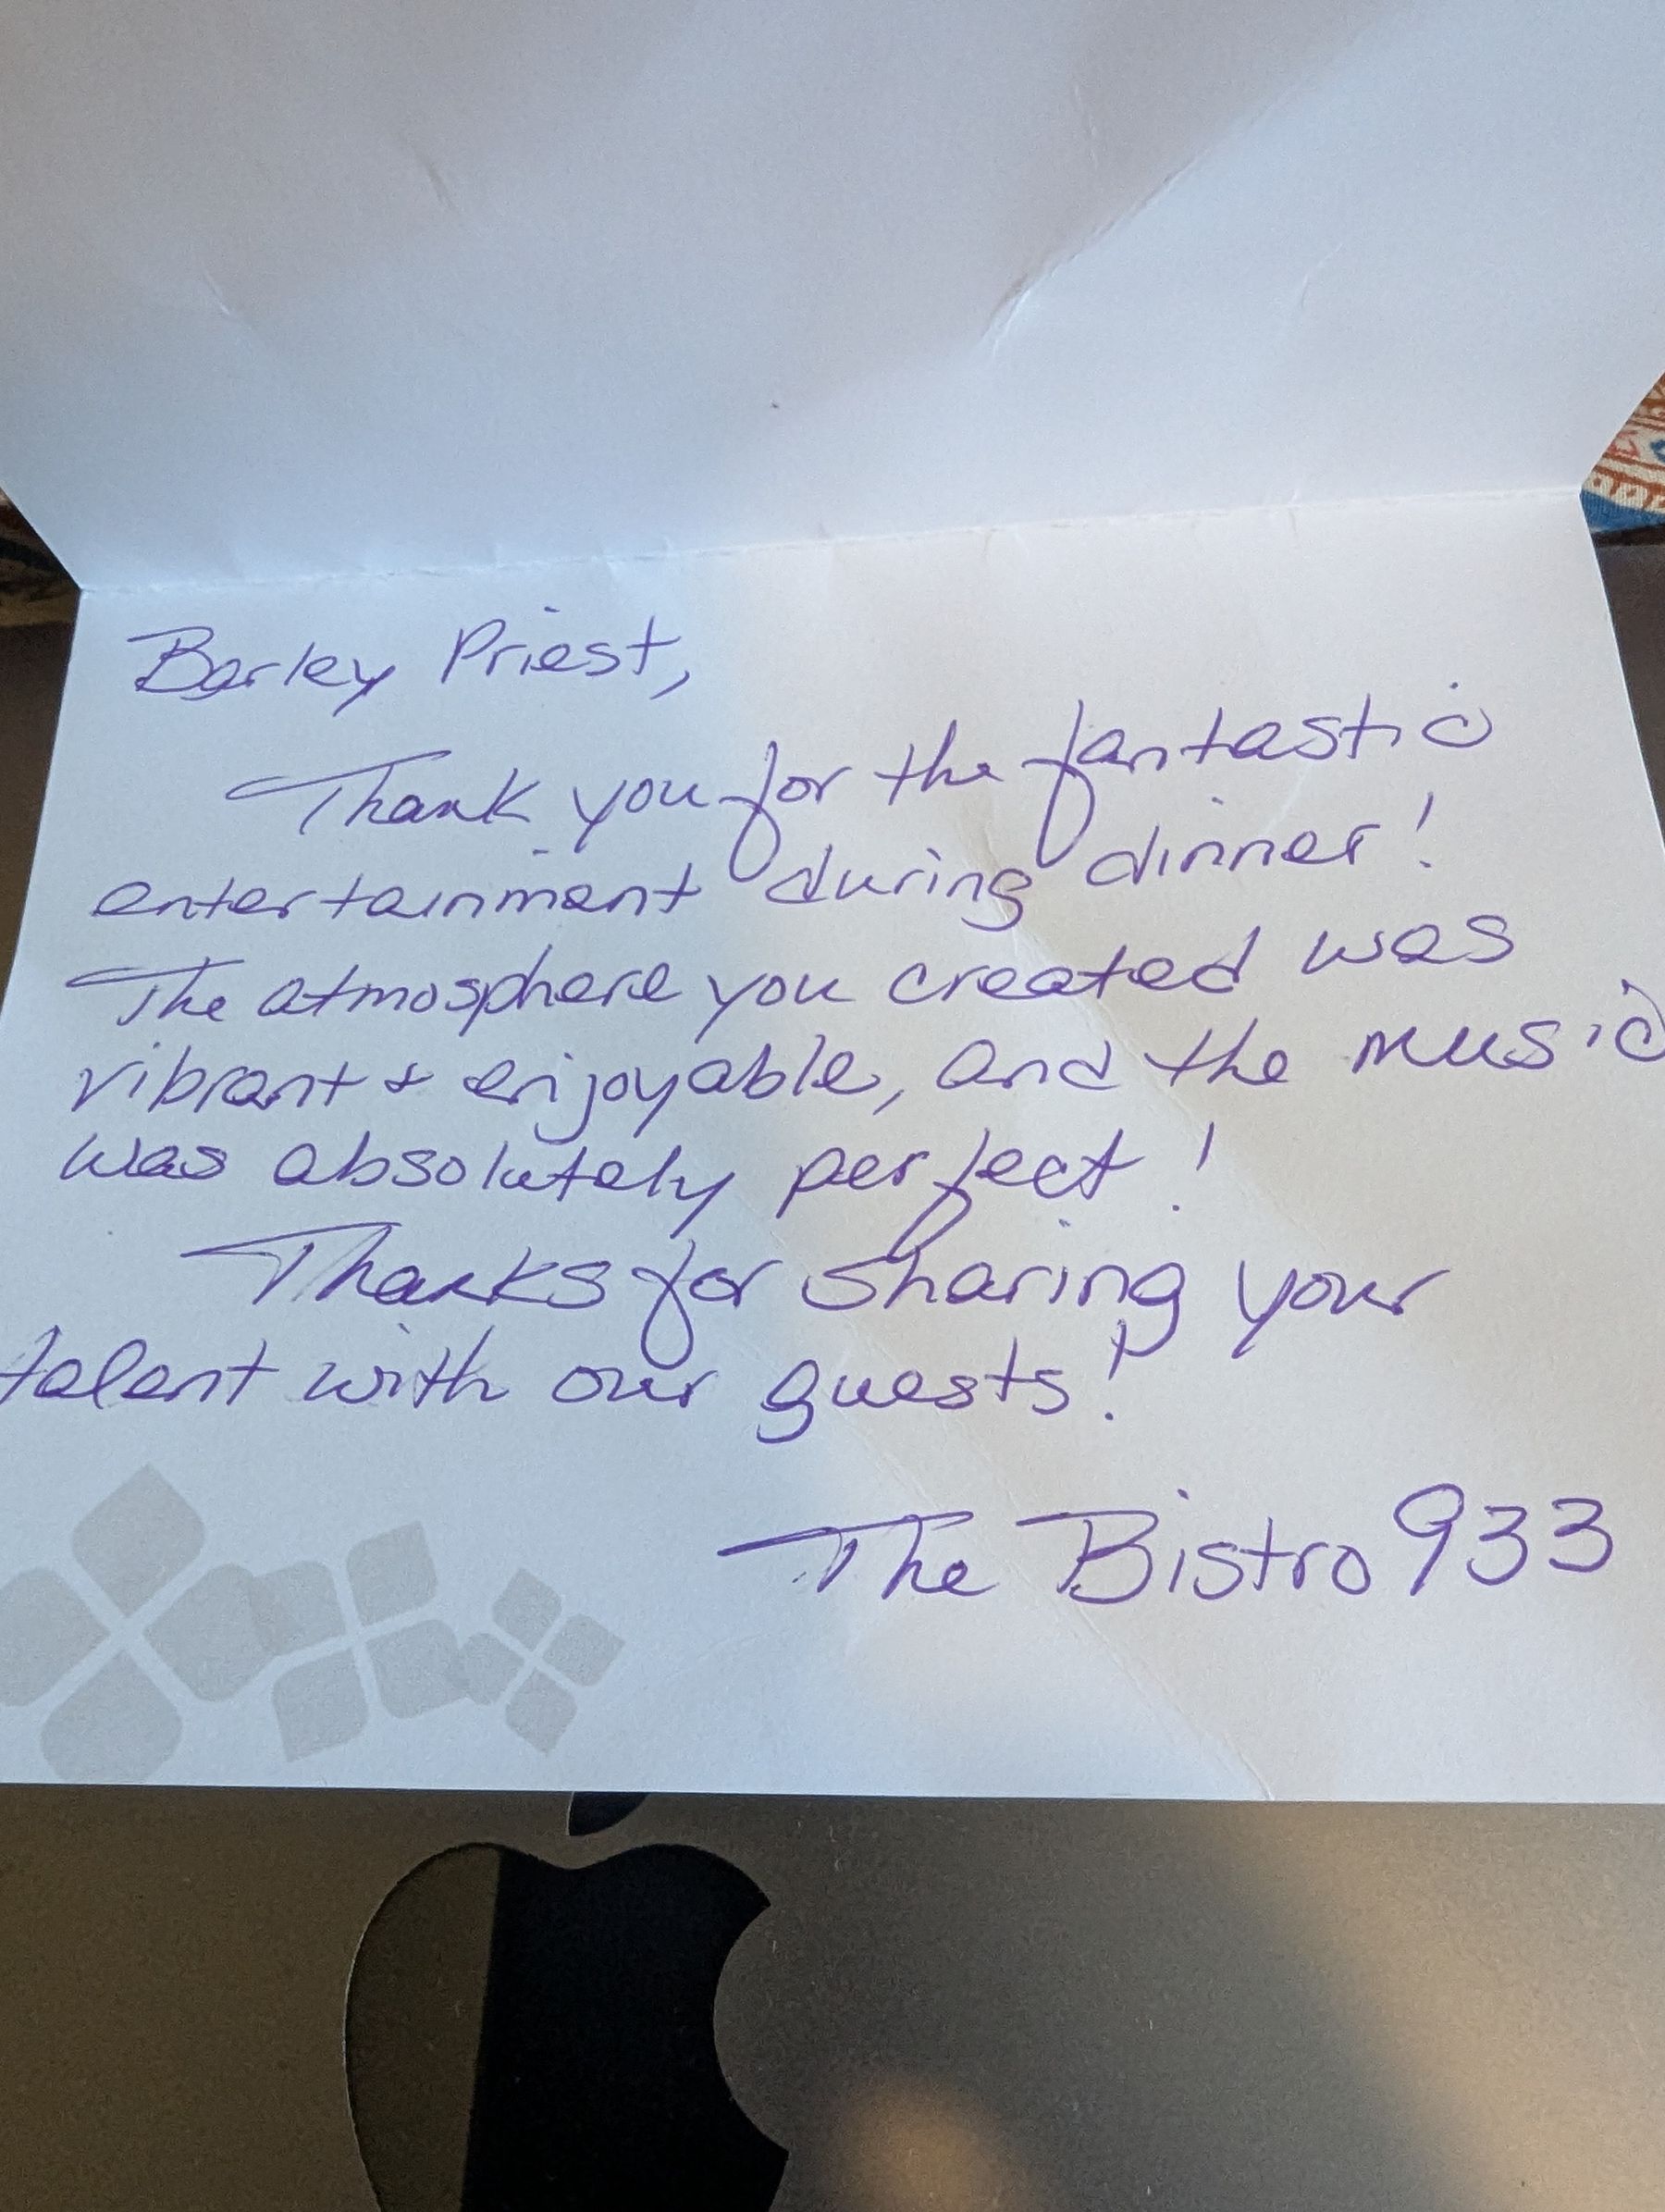 Barley Priest,
Thank you for the fantastic
entertainment during dinner!
The atmosphere you created was
vibrant & enjoyable, and the music
was absolutely perfect!
Thanks for sharing your
talent with our guests!
The Bistro 933